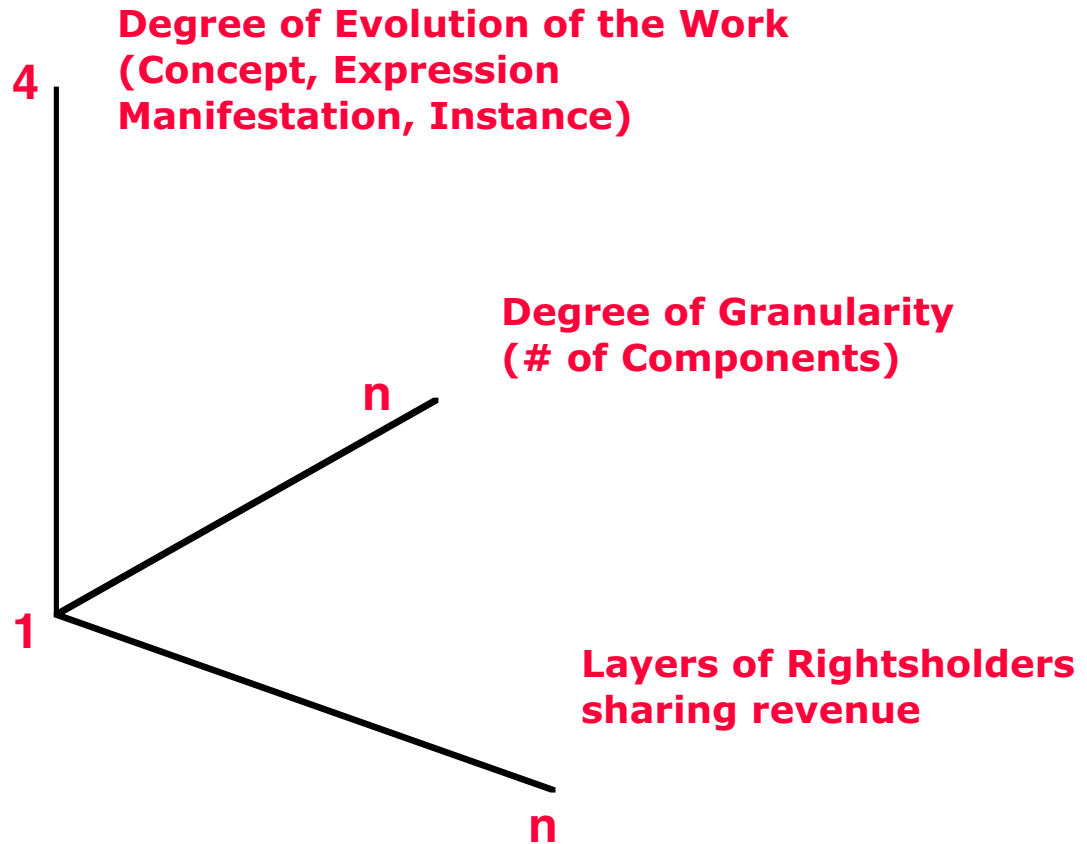 Degree of Evolution of the Work
(Concept, Expression
Manifestation, Instance)
4
Degree of Granularity
(# of Components)
n
1
Layers of Rightsholders
sharing revenue
n